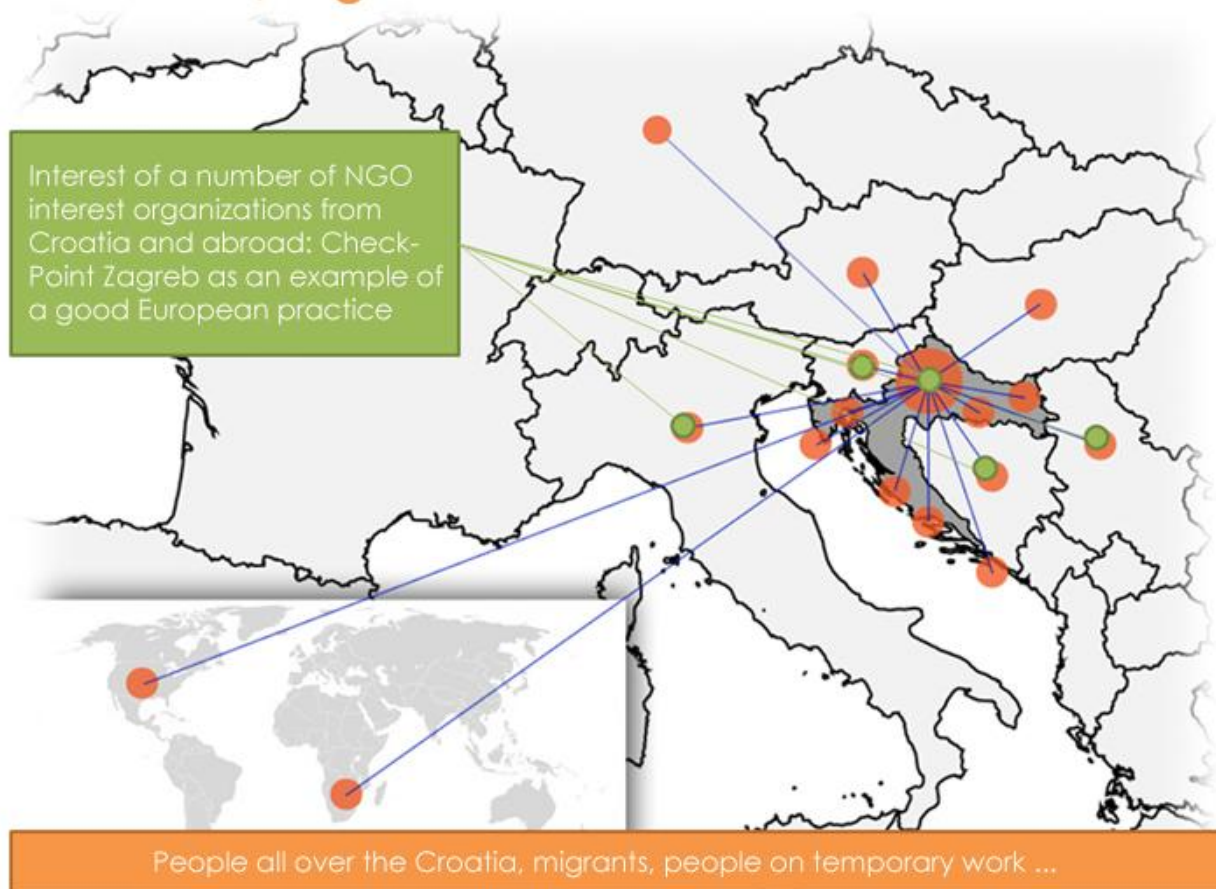 Interest of a number of NGO
interest organizations from
Croatia and abroad: Check-
Point Zagreb as an example of
a good European practice
People all over the Croatia, migrants, people on temporary work ...